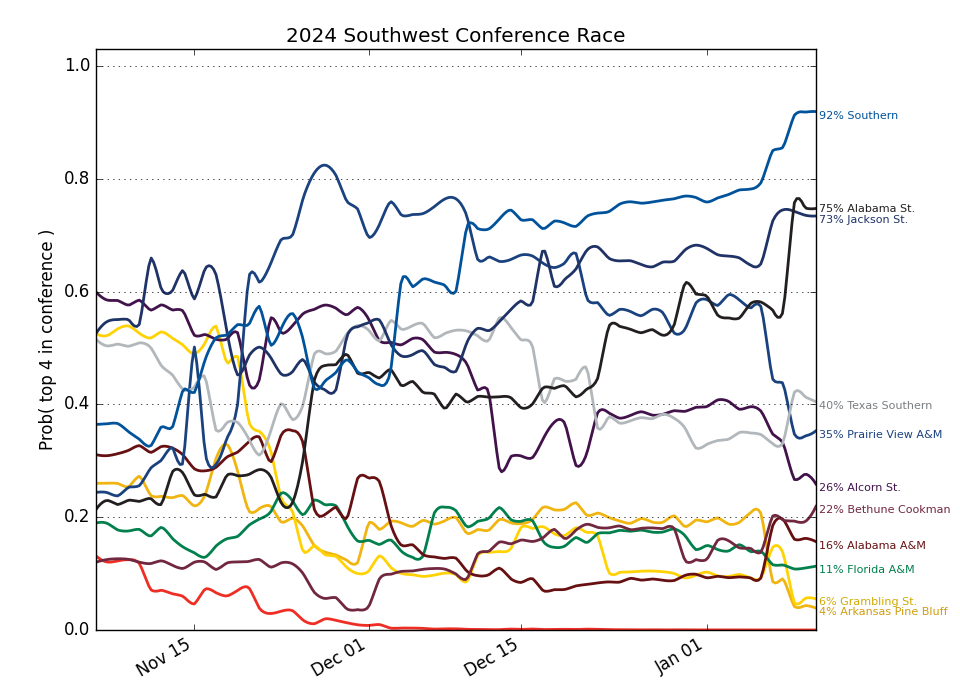 2024 Southwest Conference Race
Prob( top 4 in conference )
1.0
0.8
0.6
0.4
0.2
0.0
Nov 15
Dec 01
Dec 15
Jan 01
92% Southern
75% Alabama St.
73% Jackson St.
40% Texas Southern
35% Prairie View A&M
26% Alcorn St.
22% Bethune Cookman
16% Alabama A&M
11% Florida A&M
6% Grambling St.
4% Arkansas Pine Bluff